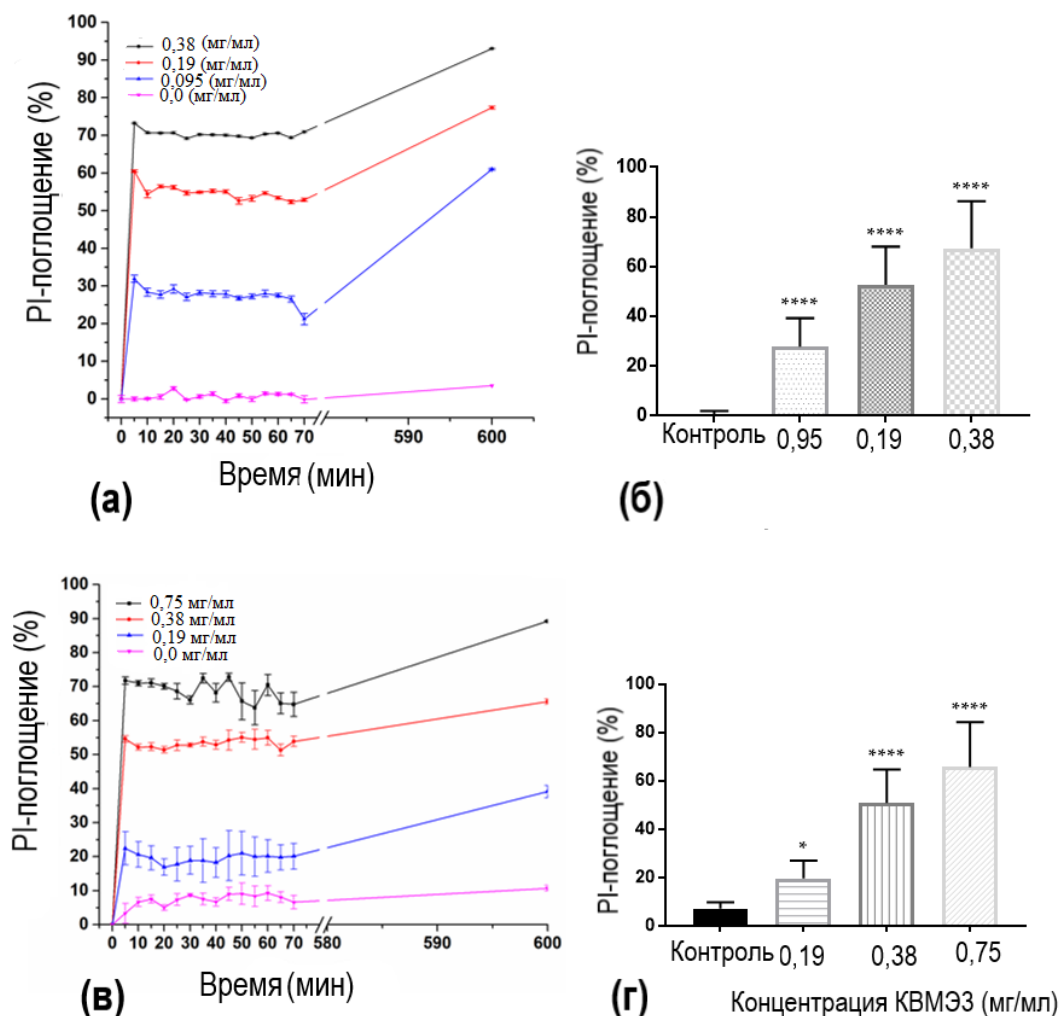 PI-поглощение (%)
100
90
80
70
60
50
40
30
20
10
0
0,38 (мг/мл)
0,19 (мг/мл)
0,095 (мг/мл)
0,0 (мг/мл)
0 10 20 30 40 50 60 70 590 600
Время (мин)
(а)
PI-поглощение (%)
100
80
60
40
20
0
**** **** ****
Контроль 0,95 0,19 0,38
(б)
PI-поглощение (%)
100
90
80
70
60
50
40
30
20
10
0
0,75 мг/мл
0,38 мг/мл
0,19 мг/мл
0,0 мг/мл
0 10 20 30 40 50 60 70 580 590 600
Время (мин)
(в)
PI-поглощение (%)
100
80
60
40
20
0
* **** ****
Контроль 0,19 0,38 0,75
(г)
Концентрация КВМЭЗ (мг/мл)